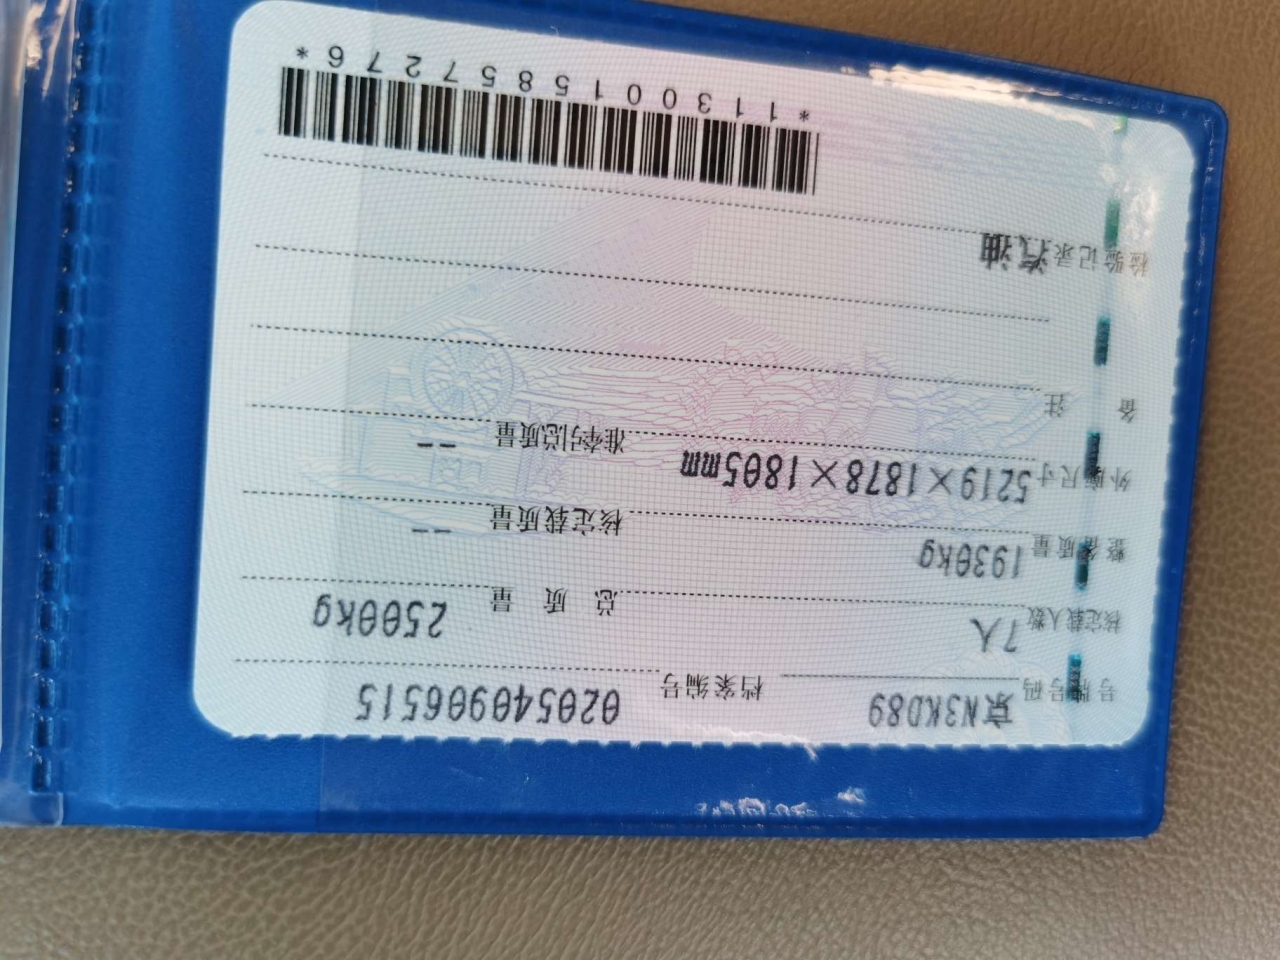 号牌号码 京N3KD89 档案编号 020540906515
核定载人数 7人 总质量 2500kg
整备质量 1930kg 核定载质量 --
外廓尺寸 5219×1878×1805mm 准牵引总质量 --
备注
检验记录 汽油
*1130015857276*